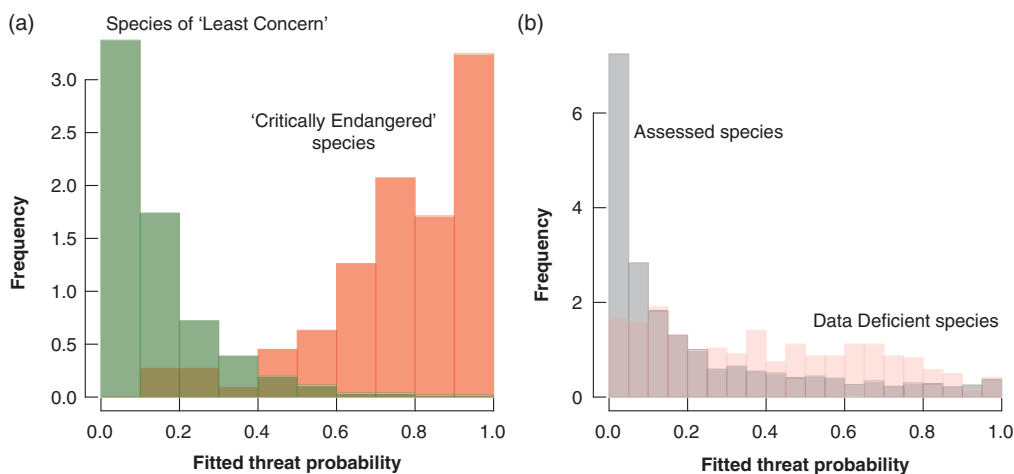 (a)
Species of ‘Least Concern’
‘Critically Endangered’
species
Frequency
3.0
2.5
2.0
1.5
1.0
0.5
0.0
0.0 0.2 0.4 0.6 0.8 1.0
Fitted threat probability
(b)
Assessed species
Data Deficient species
Frequency
6
4
2
0
0.0 0.2 0.4 0.6 0.8 1.0
Fitted threat probability